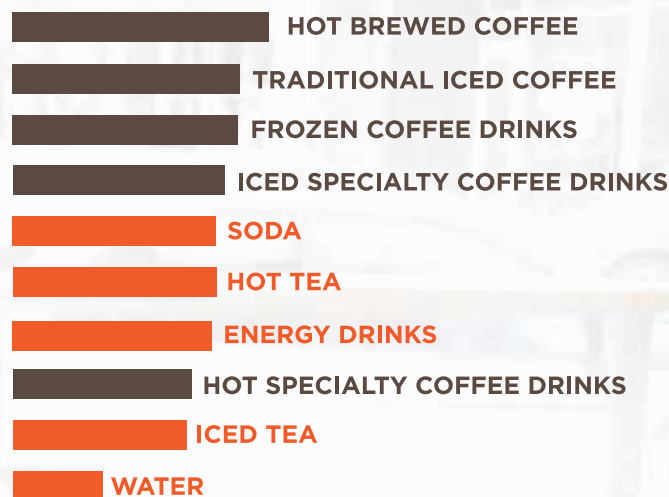 HOT BREWED COFFEE
TRADITIONAL ICED COFFEE
FROZEN COFFEE DRINKS
ICED SPECIALTY COFFEE DRINKS
SODA
HOT TEA
ENERGY DRINKS
HOT SPECIALTY COFFEE DRINKS
ICED TEA
WATER